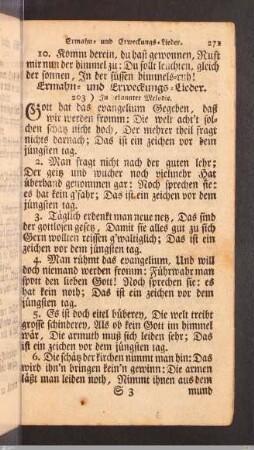 Ermahn- und Erweckungs-Lieder. 271
10. Komm herein, du hast gewonnen, Ruft
mir nun der himmel zu: Du sollt leuchten, gleich
der sonnen, In der süssen himmels-ruh!
Ermahn- und Erweckungs-Lieder.
203 ) In bekannter Melodie.
Gott hat das evangelium Gegeben, daß
wir werden fromm: Die welt acht't sol-
chen schatz nicht hoch, Der mehrer theil fragt
nichts darnach; Das ist ein zeichen vor dem
jüngsten tag.
2. Man fragt nicht nach der guten lehr;
Der geitz und wucher noch vielmehr Hat
überhand genommen gar: Noch sprechen sie:
es hat kein g'fahr; Das ist ein zeichen vor dem
jüngsten tag.
3. Täglich erdenkt man neue netz, Das sind
der gottlosen gesetz, Damit sie alles gut zu sich
Gern wollten reissen g'waltiglich; Das ist ein
zeichen vor dem jüngsten tag.
4. Man rühmt das evangelium, Und will
doch niemand werden fromm: Führwahr man
spott den lieben Gott! Noch sprechen sie: es
hat kein noth; Das ist ein zeichen vor dem
jüngsten tag.
5. Es ist doch eitel büberey, Die welt treibt
grosse schinderey, Als ob kein Gott im himmel
wär, Die armuth muß sich leiden sehr; Das
ist ein zeichen vor dem jüngsten tag.
6. Die schätz der kirchen nimmt man hin: Das
wird ihn'n bringen kein'n gewinn: Die armen
läßt man leiden noth, Nimmt ihnen aus dem
S 3 mund